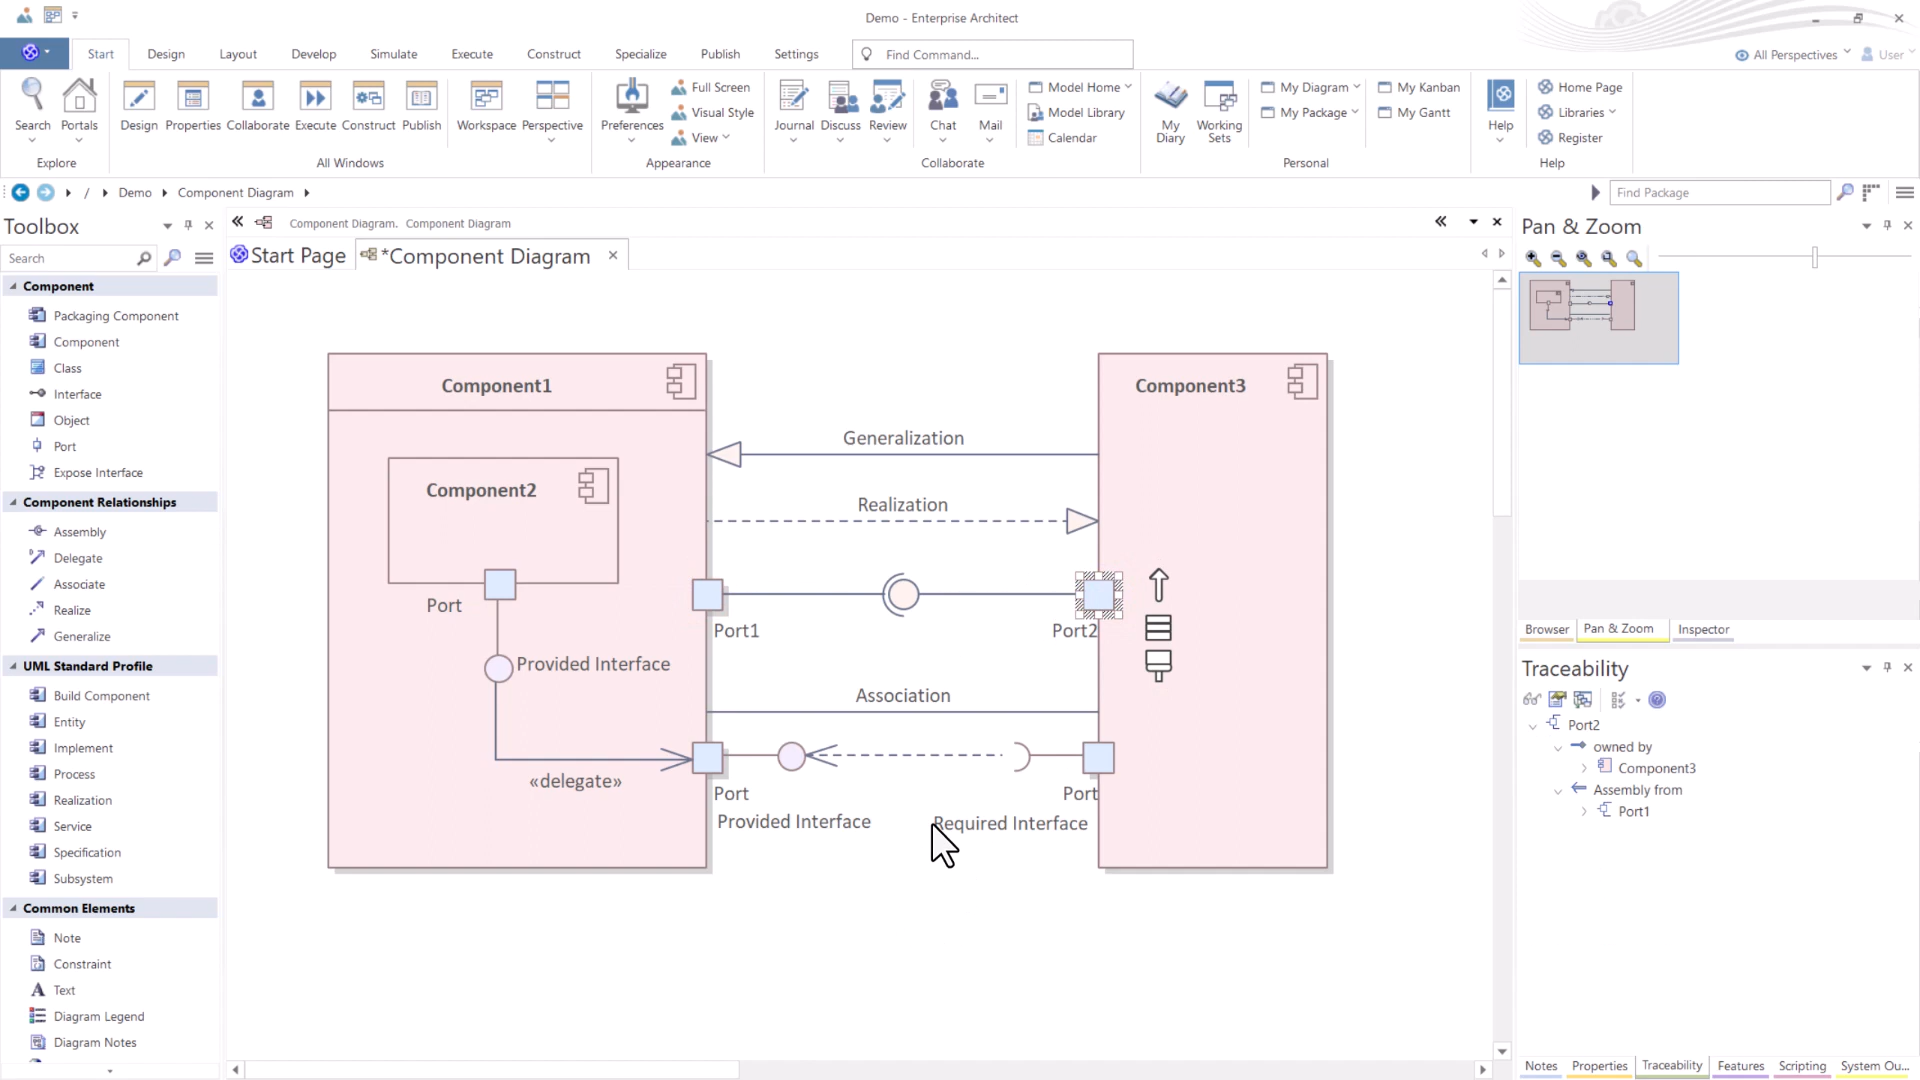 Demo - Enterprise Architect
Start
Design
Layout
Develop
Simulate
Execute
Construct
Specialize
Publish
Settings
Find Command...
All Perspectives
User
Search
Portals
Explore
Design
Properties
Collaborate
Execute
Construct
Publish
All Windows
Workspace
Perspective
Preferences
Full Screen
Visual Style
View
Appearance
Journal
Discuss
Review
Chat
Mail
Model Home
Model Library
Calendar
Collaborate
My
Diary
Working
Sets
My Diagram
My Package
My Kanban
My Gantt
Personal
Help
Home Page
Libraries
Register
Help
/ Demo Component Diagram
Find Package
Toolbox
Search
Component
Packaging Component
Component
Class
Interface
Object
Port
Expose Interface
Component Relationships
Assembly
Delegate
Associate
Realize
Generalize
UML Standard Profile
Build Component
Entity
Implement
Process
Realization
Service
Specification
Subsystem
Common Elements
Note
Constraint
Text
Diagram Legend
Diagram Notes
Component Diagram. Component Diagram
Start Page
*Component Diagram
Component1
Component2
Port
Provided Interface
«delegate»
Generalization
Realization
Port1
Port2
Association
Port
Provided Interface
Port
Required Interface
Component3
Pan & Zoom
Browser
Pan & Zoom
Inspector
Traceability
Port2
owned by
Component3
Assembly from
Port1
Notes
Properties
Traceability
Features
Scripting
System Ou...